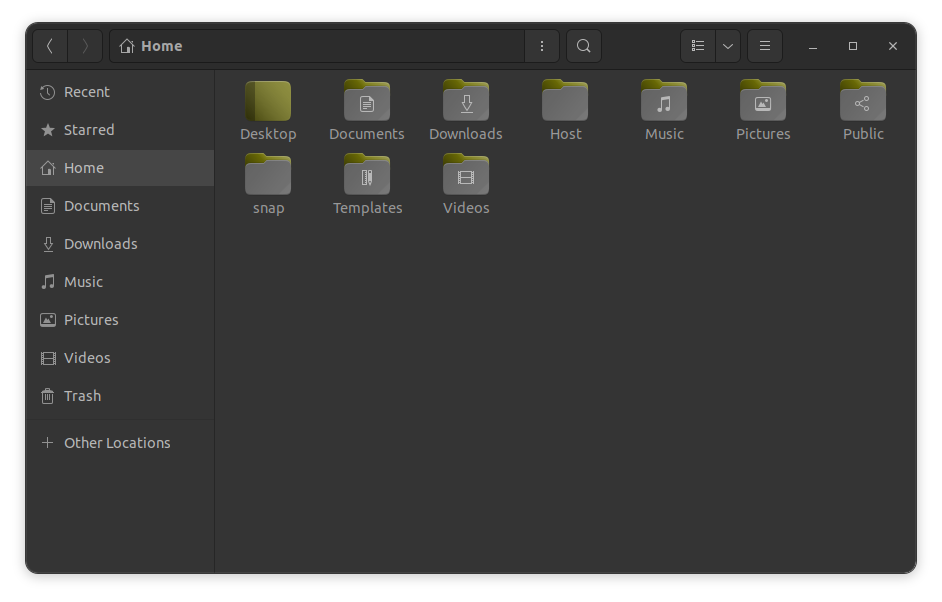 Home
Recent
Starred
Home
Documents
Downloads
Music
Pictures
Videos
Trash
Other Locations
Desktop Documents Downloads Host Music Pictures Public
snap Templates Videos